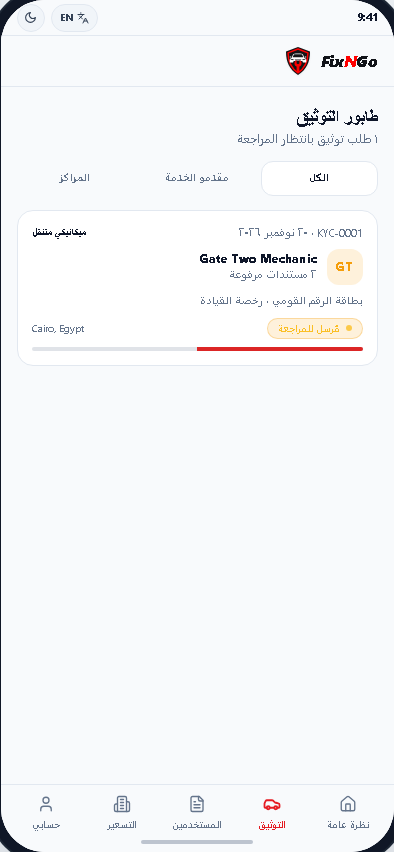 EN
9:41
FixNGo
طابور التوثيق
١ طلب توثيق بانتظار المراجعة
الكل
مقدمو الخدمة
المراكز
KYC-0001 · ٢٠ نوفمبر ٢٠٢٦
ميكانيكي متنقل
GT
Gate Two Mechanic
٢ مستندات مرفوعة
بطاقة الرقم القومي · رخصة القيادة
مُرسل للمراجعة
Cairo, Egypt
نظرة عامة
التوثيق
المستخدمين
التسعير
حسابي